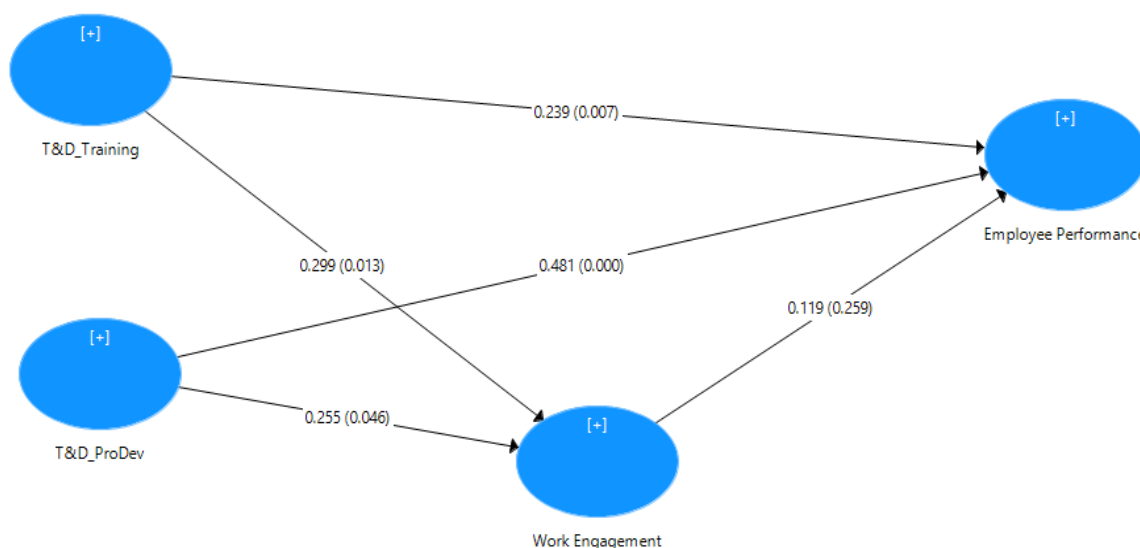 [+]
T&D_Training
0.239 (0.007)
[+]
Employee Performance
0.299 (0.013)
0.481 (0.000)
0.119 (0.259)
[+]
T&D_ProDev
0.255 (0.046)
[+]
Work Engagement